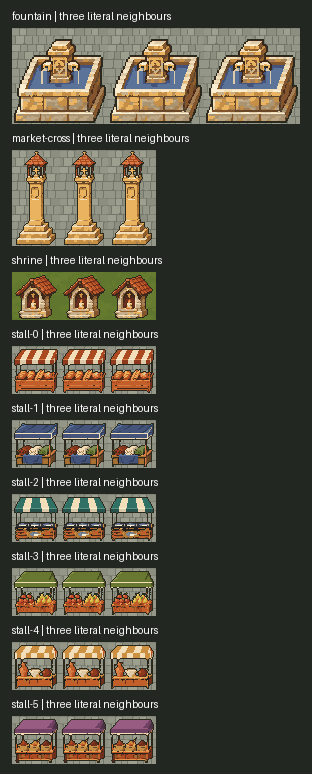 fountain | three literal neighbours
market-cross | three literal neighbours
shrine | three literal neighbours
stall-0 | three literal neighbours
stall-1 | three literal neighbours
stall-2 | three literal neighbours
stall-3 | three literal neighbours
stall-4 | three literal neighbours
stall-5 | three literal neighbours